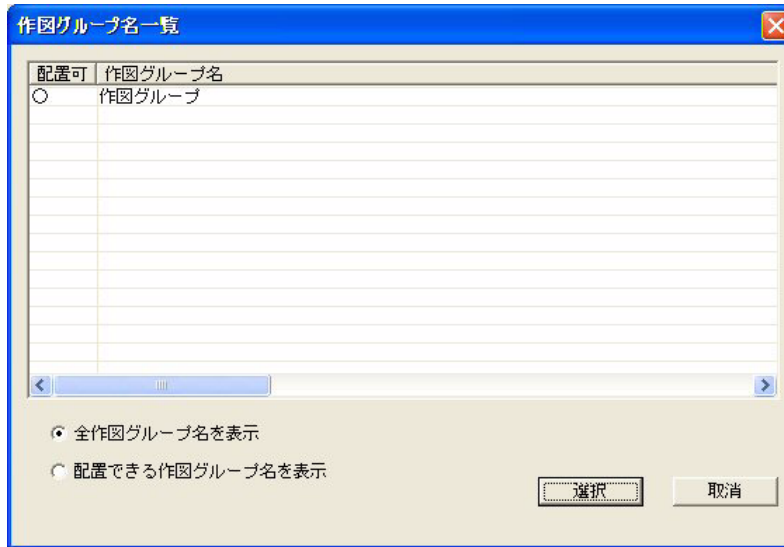 作図グループ名一覧
配置可 作図グループ名
○ 作図グループ
全作図グループ名を表示
配置できる作図グループ名を表示
選択 取消